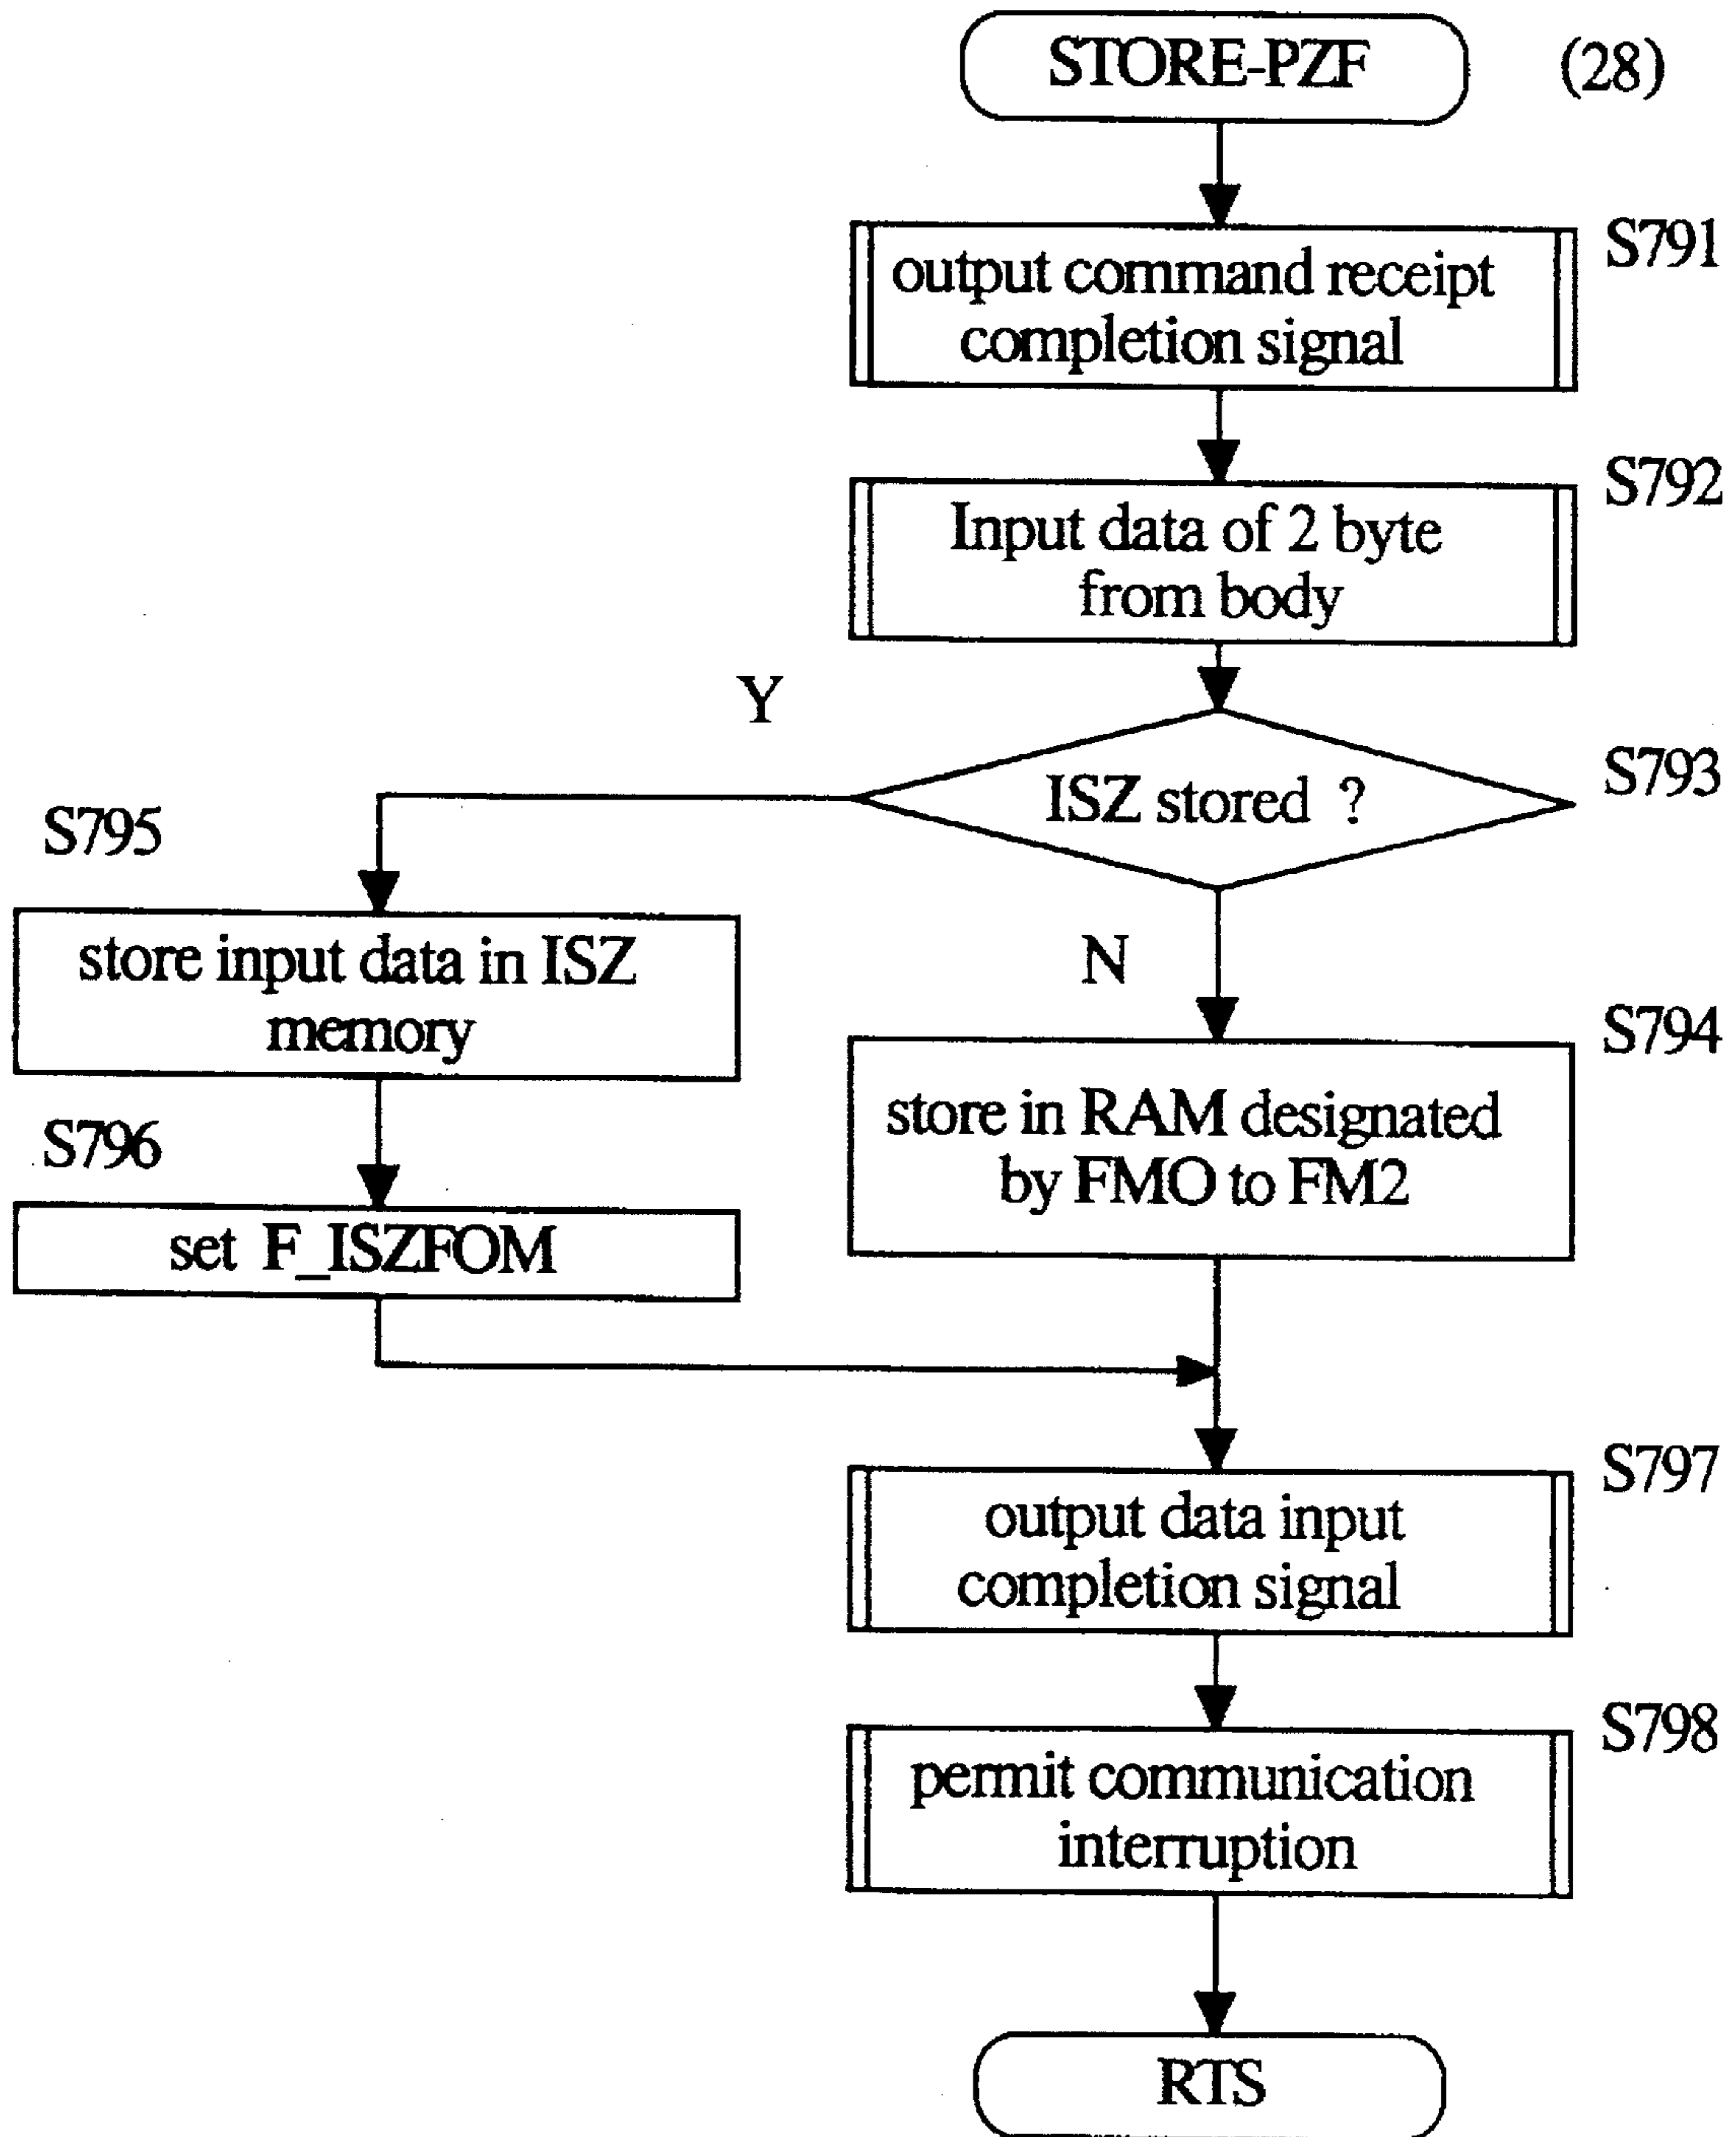 STORE-PZF
(28)
S791
output command receipt
completion signal
S792
Input data of 2 byte
from body
Y
S793
ISZ stored ?
S795
store input data in ISZ
memory
N
S794
store in RAM designated
by FMO to FM2
S796
set F_ISZFOM
S797
output data input
completion signal
S798
permit communication
interruption
RTS